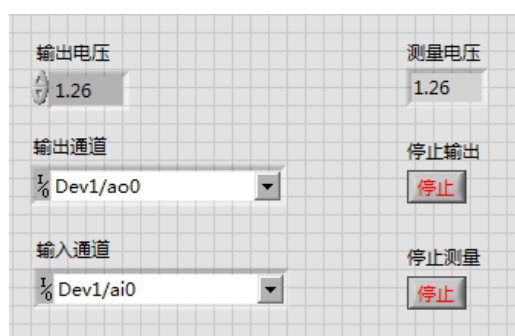 输出电压
测量电压
1.26
1.26
输出通道
停止输出
I/O Dev1/ao0
停止
输入通道
停止测量
I/O Dev1/ai0
停止